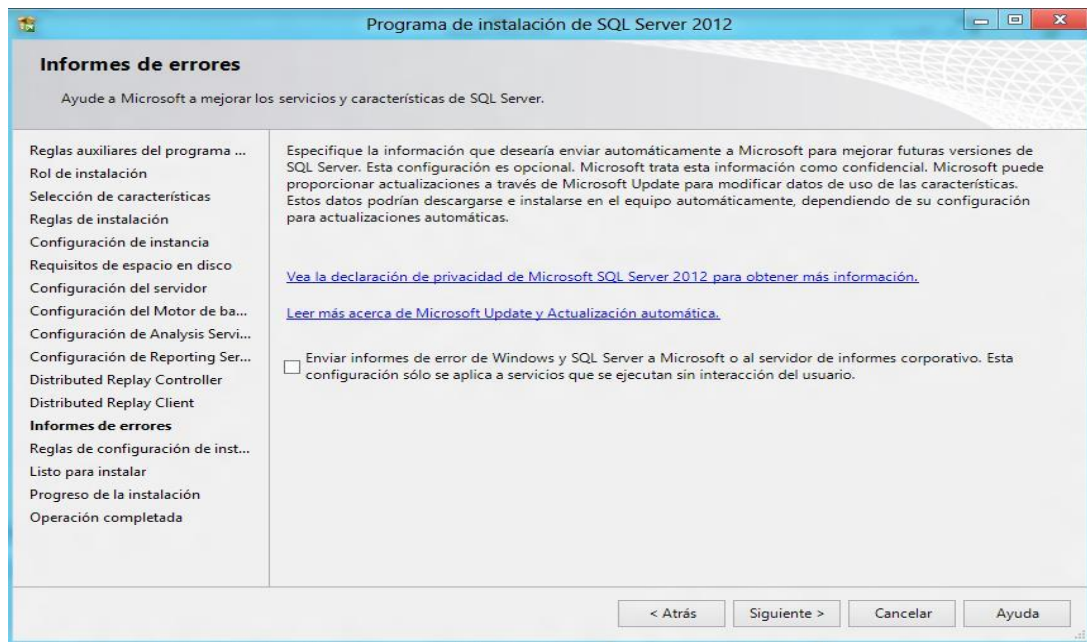 Programa de instalación de SQL Server 2012
Informes de errores
Ayude a Microsoft a mejorar los servicios y características de SQL Server.
Reglas auxiliares del programa ...
Rol de instalación
Selección de características
Reglas de instalación
Configuración de instancia
Requisitos de espacio en disco
Configuración del servidor
Configuración del Motor de ba...
Configuración de Analysis Servi...
Configuración de Reporting Ser...
Distributed Replay Controller
Distributed Replay Client
Informes de errores
Reglas de configuración de inst...
Listo para instalar
Progreso de la instalación
Operación completada
Especifique la información que desearía enviar automáticamente a Microsoft para mejorar futuras versiones de
SQL Server. Esta configuración es opcional. Microsoft trata esta información como confidencial. Microsoft puede
proporcionar actualizaciones a través de Microsoft Update para modificar datos de uso de las características.
Estos datos podrían descargarse e instalarse en el equipo automáticamente, dependiendo de su configuración
para actualizaciones automáticas.
Vea la declaración de privacidad de Microsoft SQL Server 2012 para obtener más información.
Leer más acerca de Microsoft Update y Actualización automática.
Enviar informes de error de Windows y SQL Server a Microsoft o al servidor de informes corporativo. Esta
configuración sólo se aplica a servicios que se ejecutan sin interacción del usuario.
< Atrás
Siguiente >
Cancelar
Ayuda